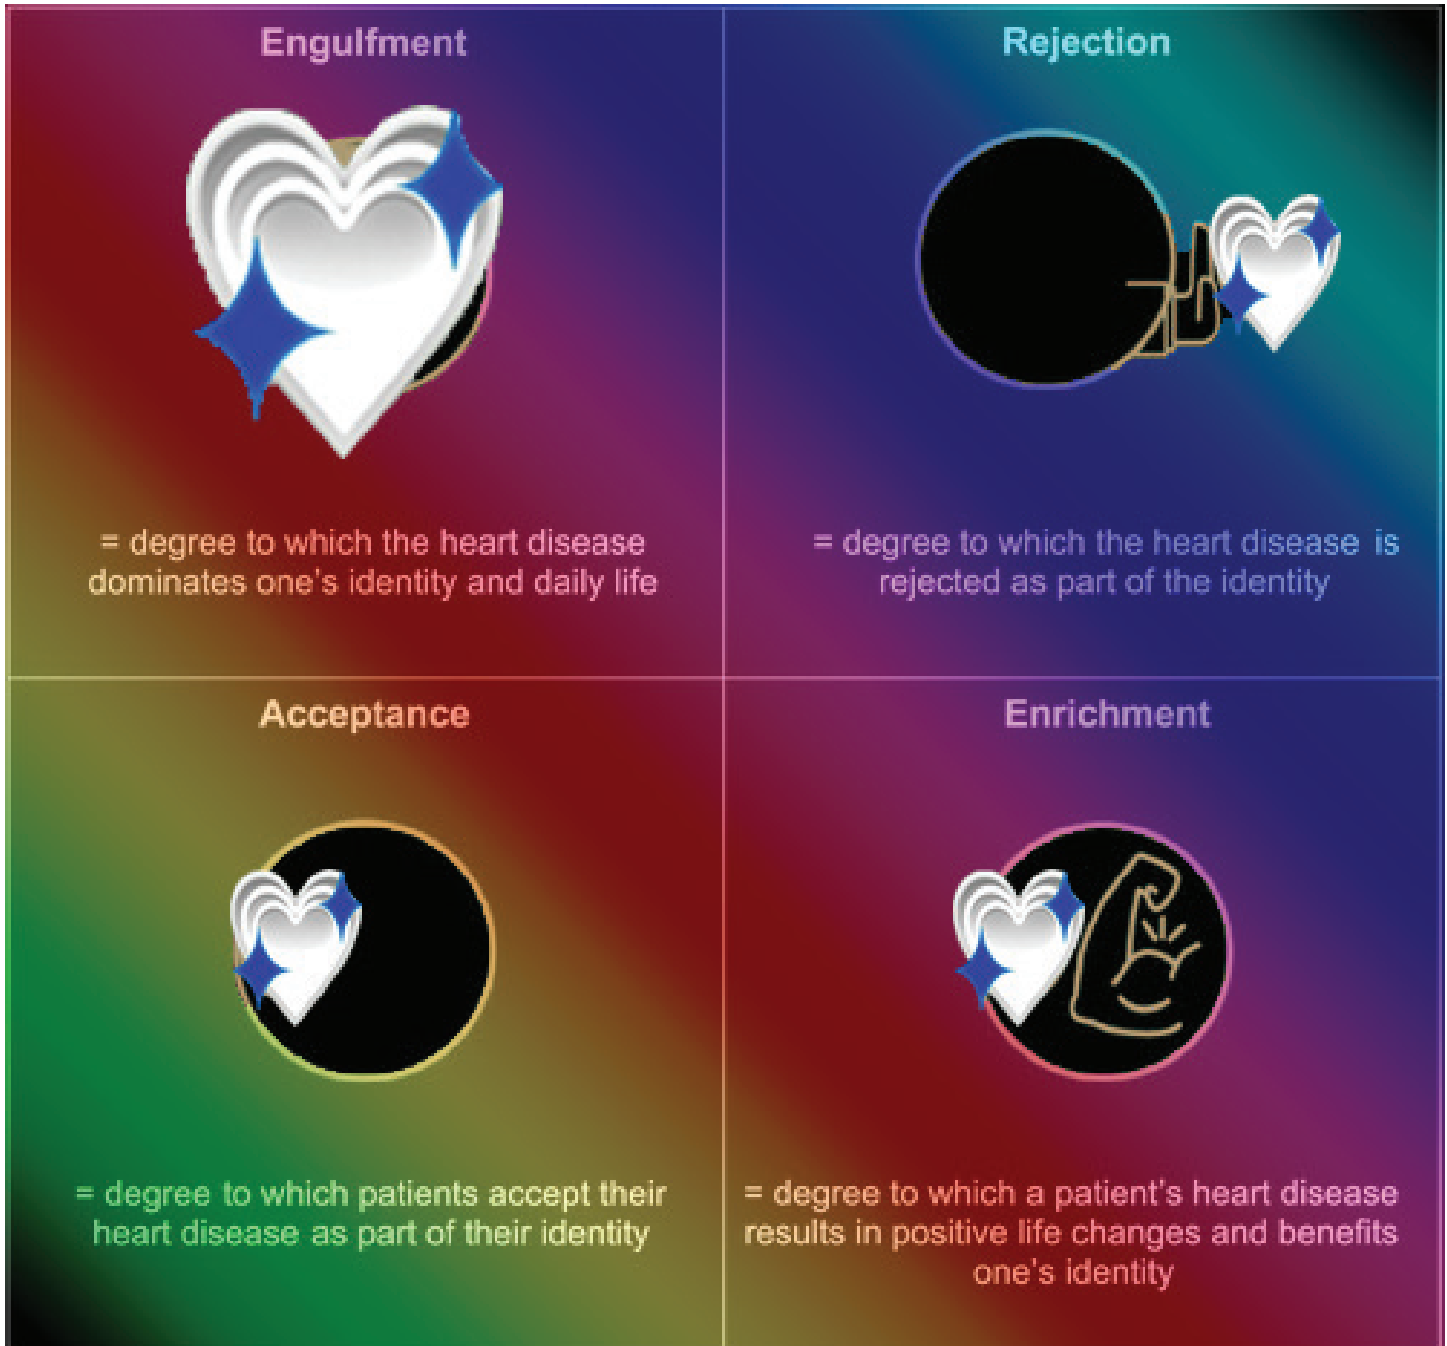 Engulfment
= degree to which the heart disease
dominates one's identity and daily life
Rejection
= degree to which the heart disease is
rejected as part of the identity
Acceptance
= degree to which patients accept their
heart disease as part of their identity
Enrichment
= degree to which a patient's heart disease
results in positive life changes and benefits
one's identity